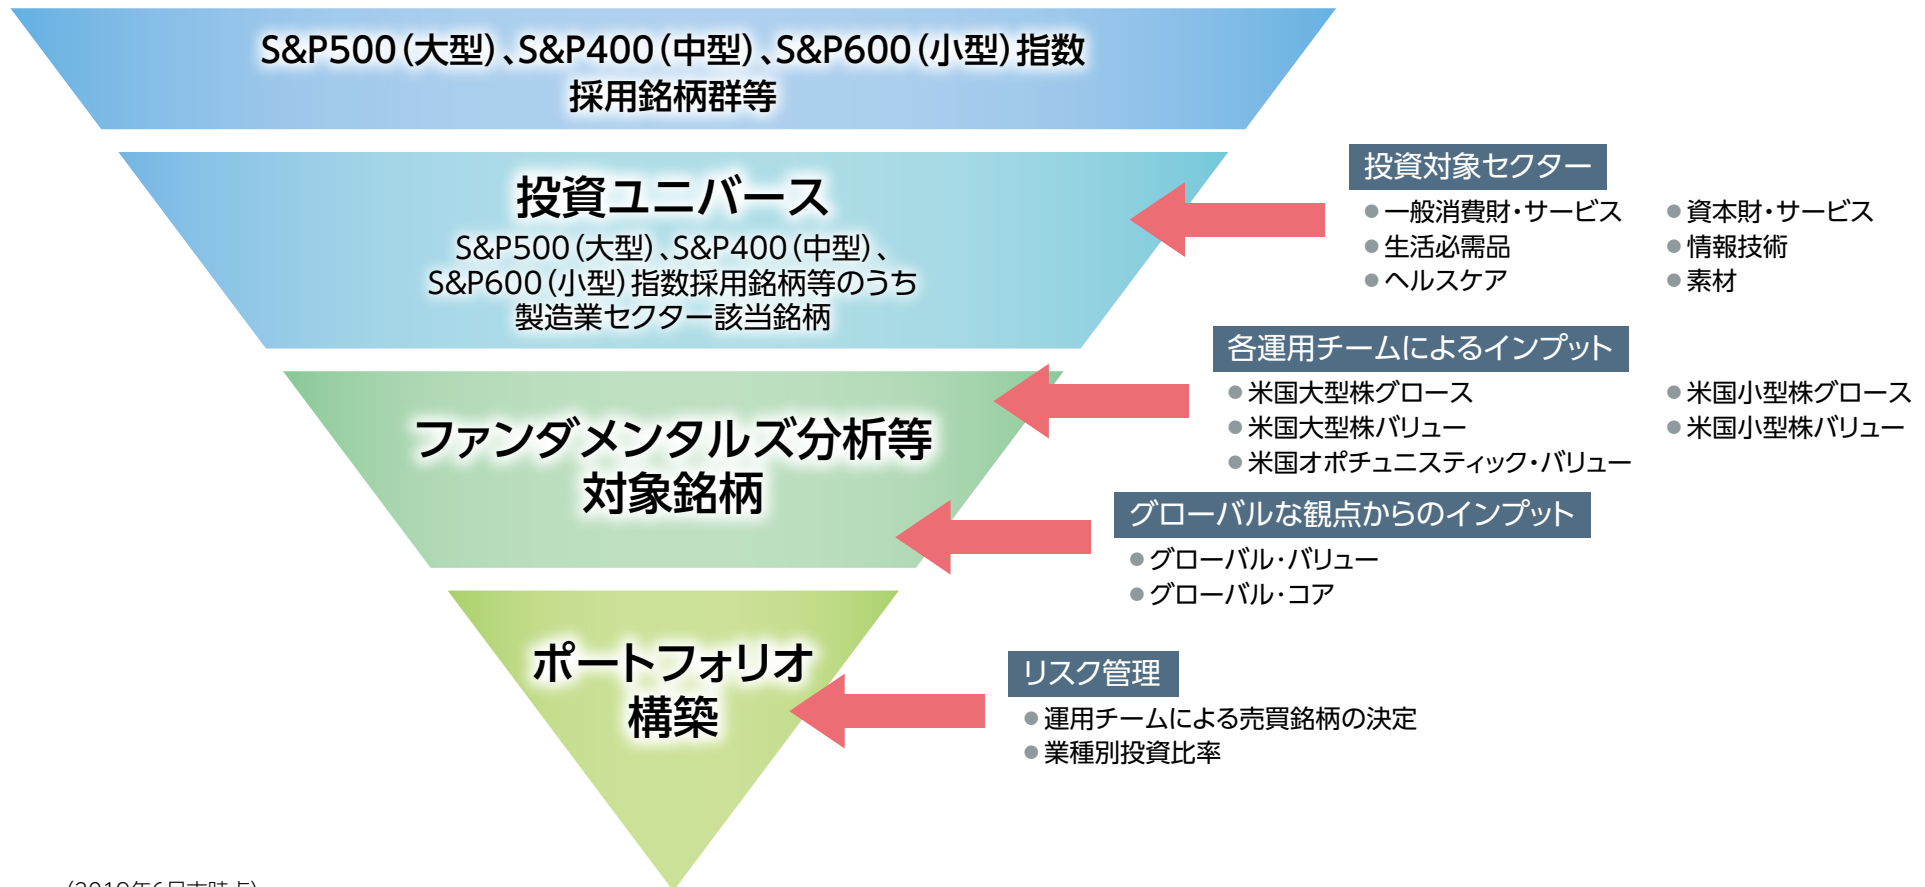 S&P500(大型)、S&P400(中型)、S&P600(小型)指数
採用銘柄群等
投資ユニバース
S&P500(大型)、S&P400(中型)、
S&P600(小型)指数採用銘柄等のうち
製造業セクター該当銘柄
投資対象セクター
●一般消費財・サービス
●生活必需品
●ヘルスケア
●資本財・サービス
●情報技術
●素材
ファンダメンタルズ分析等
対象銘柄
各運用チームによるインプット
●米国大型株グロース
●米国大型株バリュー
●米国オポチュニスティック・バリュー
●米国小型株グロース
●米国小型株バリュー
グローバルな観点からのインプット
●グローバル・バリュー
●グローバル・コア
ポートフォリオ
構築
リスク管理
●運用チームによる売買銘柄の決定
●業種別投資比率